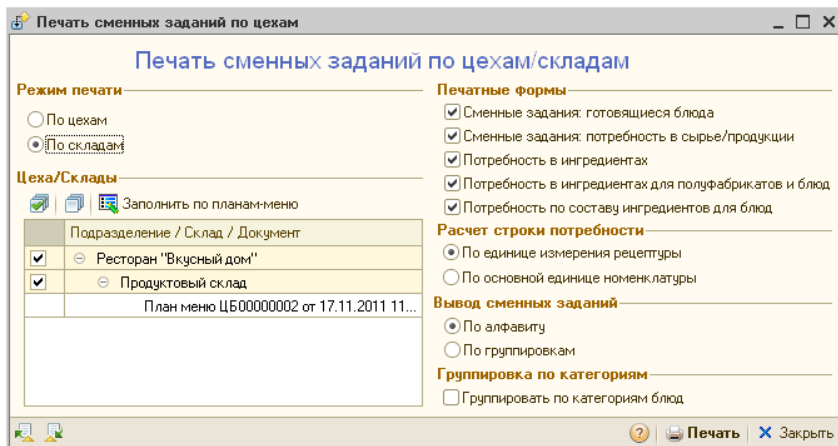 Печать сменных заданий по цехам
Печать сменных заданий по цехам/складам
Режим печати
По цехам
По складам
Цеха/Склады
Заполнить по планам-меню
Подразделение / Склад / Документ
Ресторан "Вкусный дом"
Продуктовый склад
План меню ЦБ00000002 от 17.11.2011 11...
Печатные формы
Сменные задания: готовящиеся блюда
Сменные задания: потребность в сырье/продукции
Потребность в ингредиентах
Потребность в ингредиентах для полуфабрикатов и блюд
Потребность по составу ингредиентов для блюд
Расчет строки потребности
По единице измерения рецептуры
По основной единице номенклатуры
Вывод сменных заданий
По алфавиту
По группировкам
Группировка по категориям
Группировать по категориям блюд
Печать
Закрыть